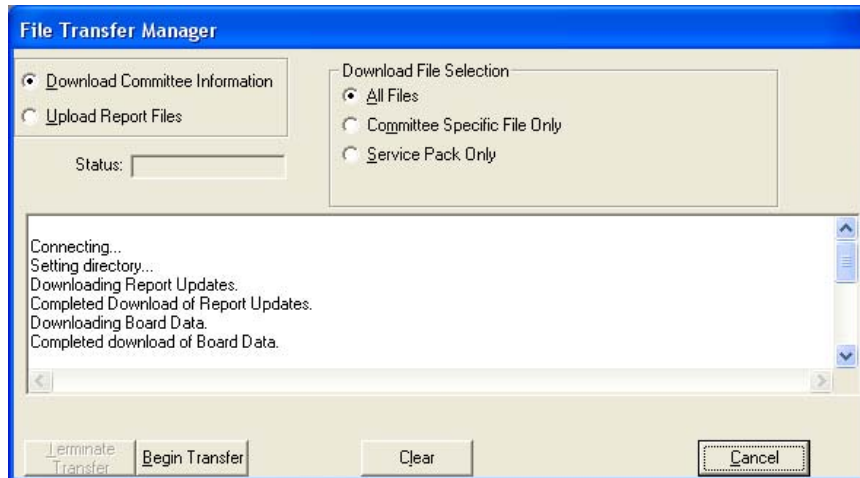 File Transfer Manager
Download Committee Information
Upload Report Files
Status:
Download File Selection
All Files
Committee Specific File Only
Service Pack Only
Connecting...
Setting directory...
Downloading Report Updates.
Completed Download of Report Updates.
Downloading Board Data.
Completed download of Board Data.
Terminate
Transfer
Begin Transfer
Clear
Cancel